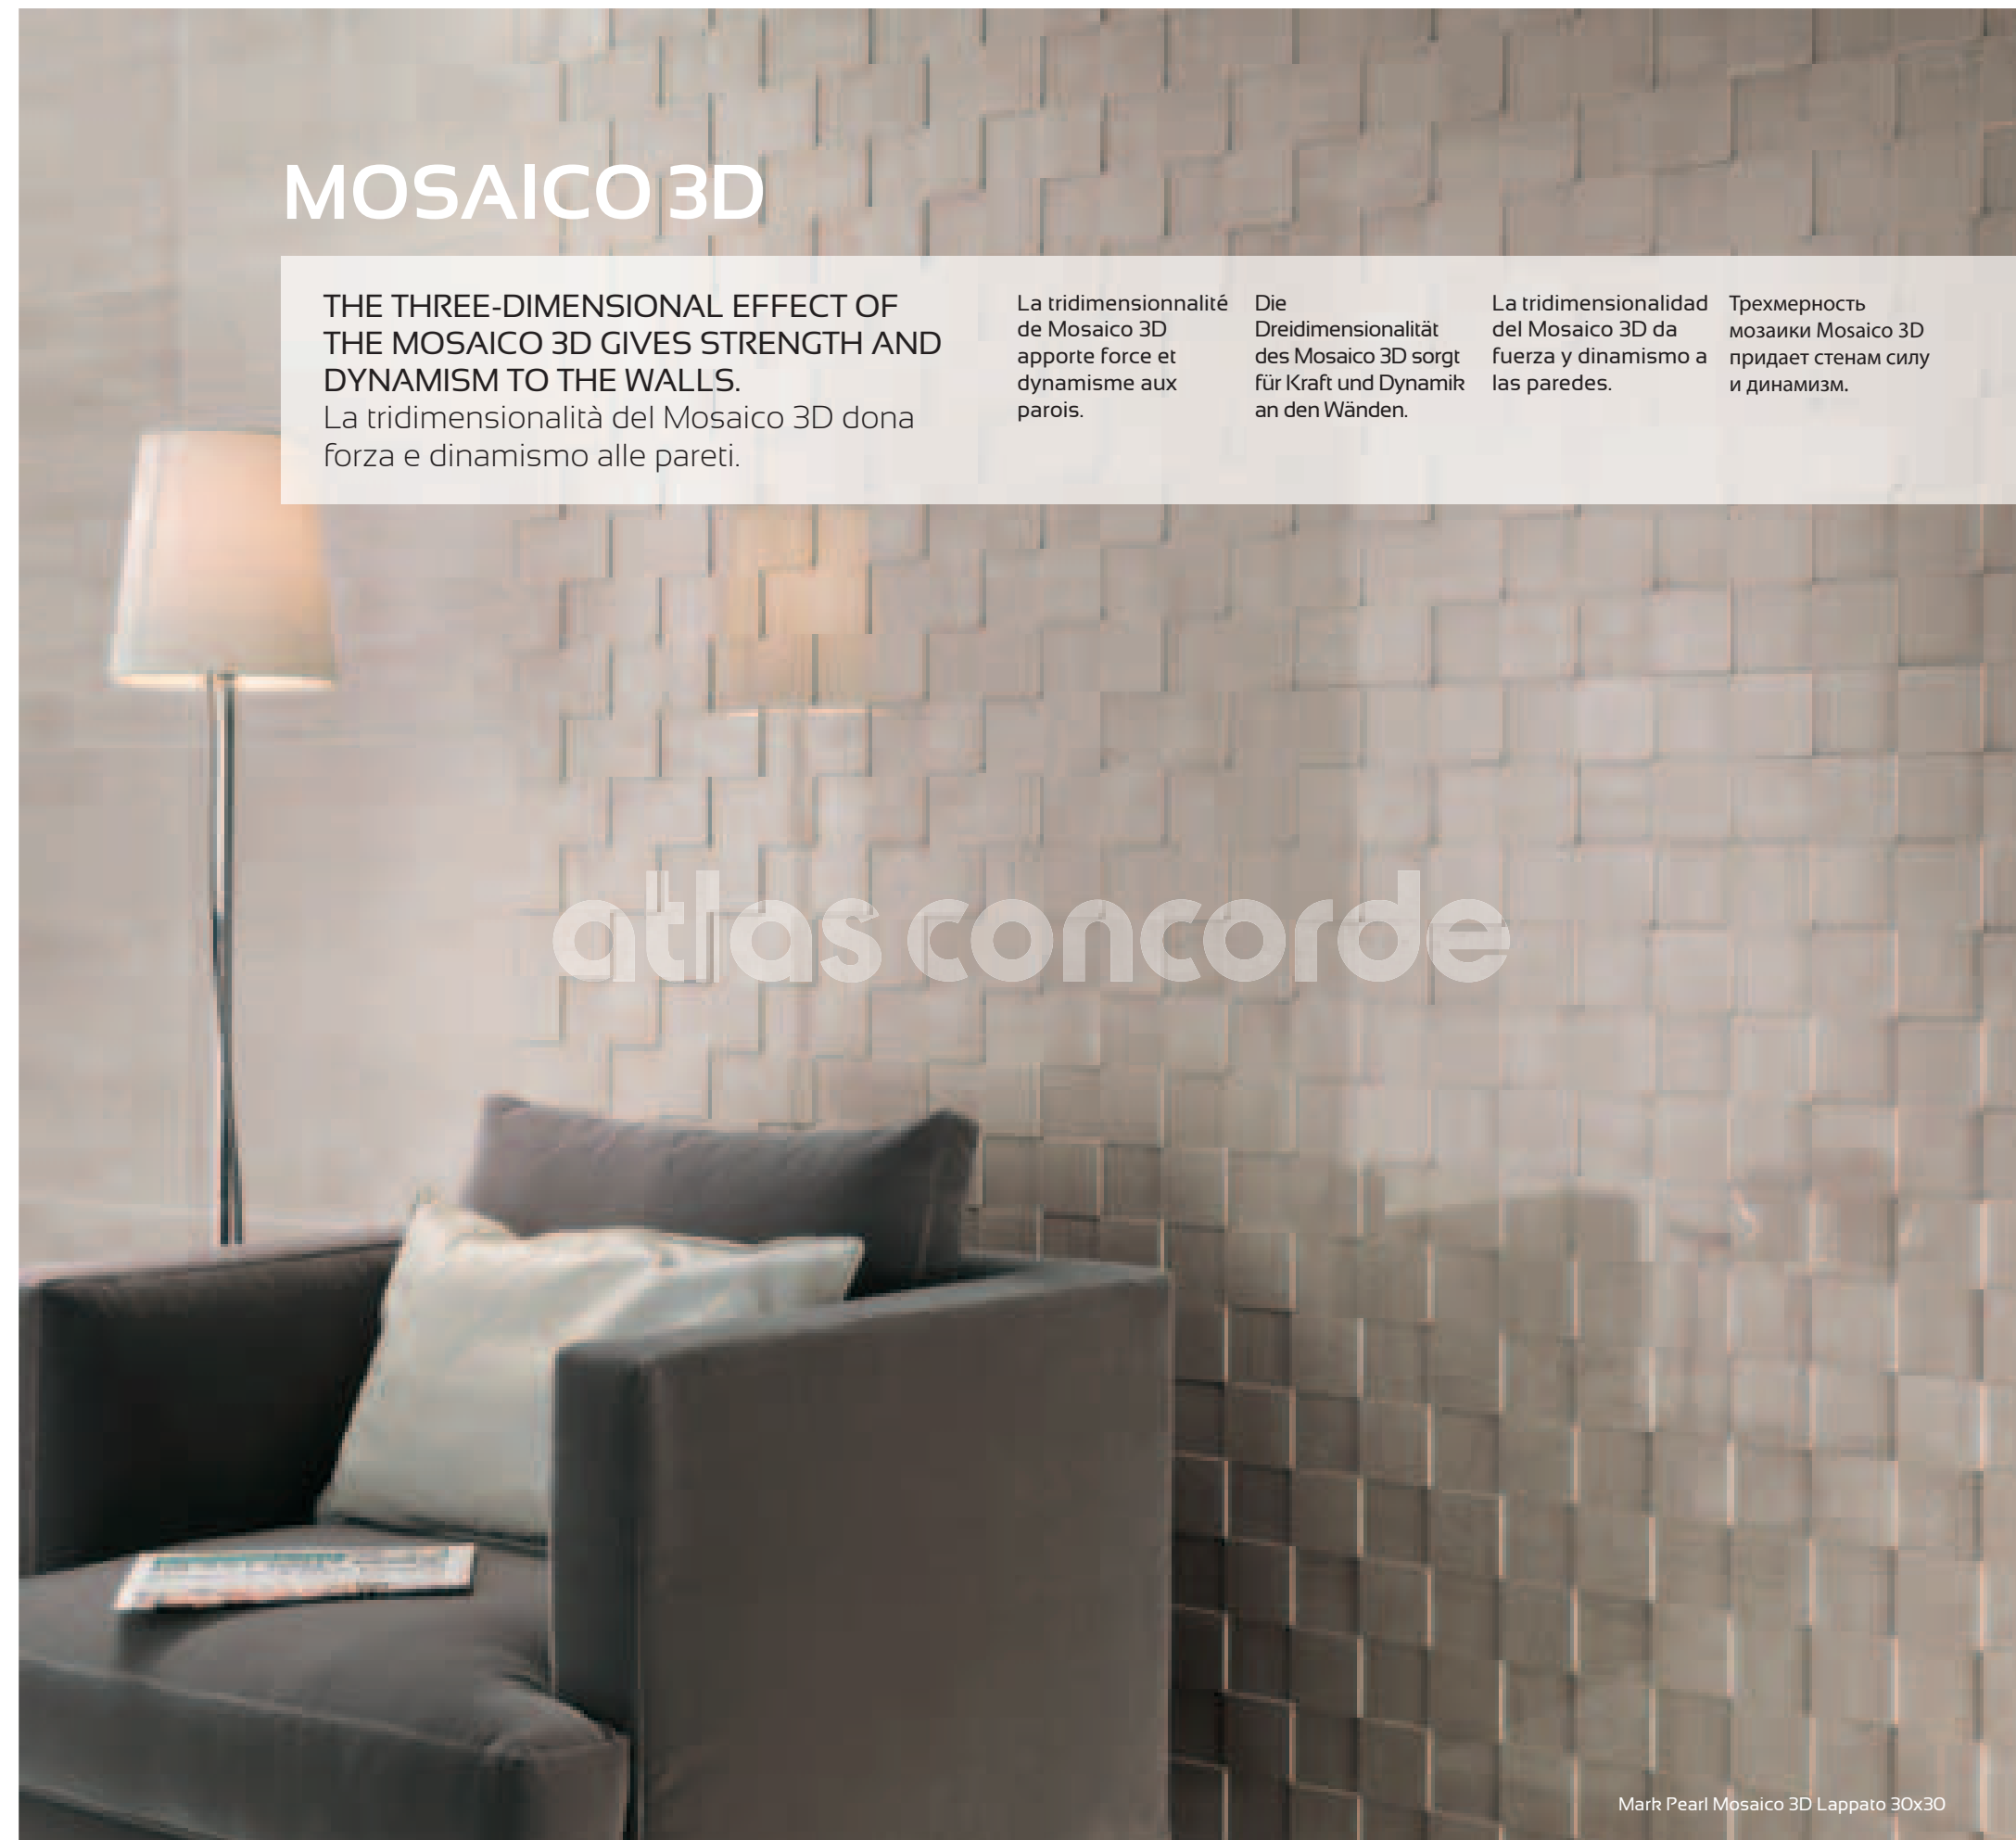 MOSAICO 3D
THE THREE-DIMENSIONAL EFFECT OF
THE MOSAICO 3D GIVES STRENGTH AND
DYNAMISM TO THE WALLS.
La tridimensionalità del Mosaico 3D dona
forza e dinamismo alle pareti.
La tridimensionnalité
de Mosaico 3D
apporte force et
dynamisme aux
parois.
Die
Dreidimensionalität
des Mosaico 3D sorgt
für Kraft und Dynamik
an den Wänden.
La tridimensionalidad
del Mosaico 3D da
fuerza y dinamismo a
las paredes.
Трехмерность
мозаики Mosaico 3D
придает стенам силу
и динамизм.
atlas concorde
Mark Pearl Mosaico 3D Lappato 30x30